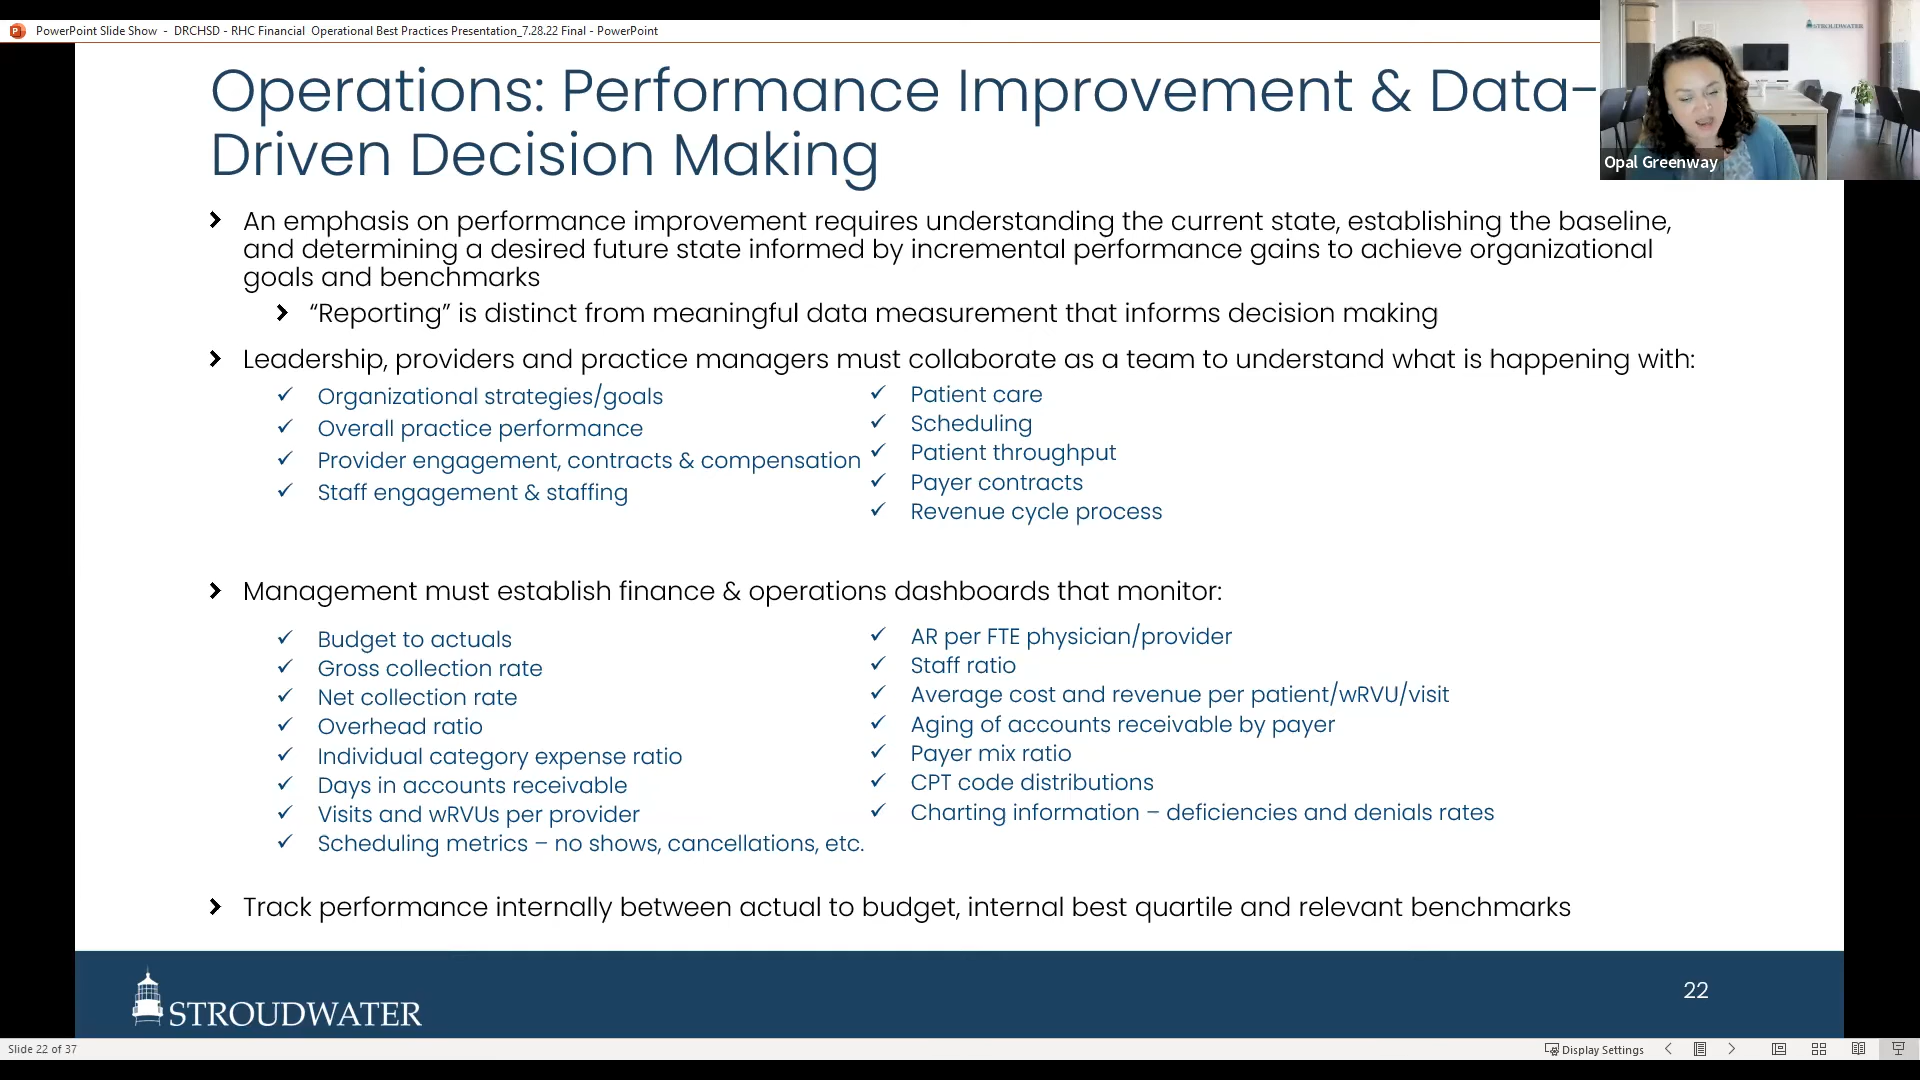 PowerPoint Slide Show - DRCHSD - RHC Financial Operational Best Practices Presentation_7.28.22 Final - PowerPoint
STROUDWATER
Opal Greenway
Operations: Performance Improvement & Data-
Driven Decision Making
An emphasis on performance improvement requires understanding the current state, establishing the baseline,
and determining a desired future state informed by incremental performance gains to achieve organizational
goals and benchmarks
“Reporting” is distinct from meaningful data measurement that informs decision making
Leadership, providers and practice managers must collaborate as a team to understand what is happening with:
Organizational strategies/goals
Overall practice performance
Provider engagement, contracts & compensation
Staff engagement & staffing
Patient care
Scheduling
Patient throughput
Payer contracts
Revenue cycle process
Management must establish finance & operations dashboards that monitor:
Budget to actuals
Gross collection rate
Net collection rate
Overhead ratio
Individual category expense ratio
Days in accounts receivable
Visits and wRVUs per provider
Scheduling metrics – no shows, cancellations, etc.
AR per FTE physician/provider
Staff ratio
Average cost and revenue per patient/wRVU/visit
Aging of accounts receivable by payer
Payer mix ratio
CPT code distributions
Charting information – deficiencies and denials rates
Track performance internally between actual to budget, internal best quartile and relevant benchmarks
STROUDWATER
22
Slide 22 of 37
Display Settings